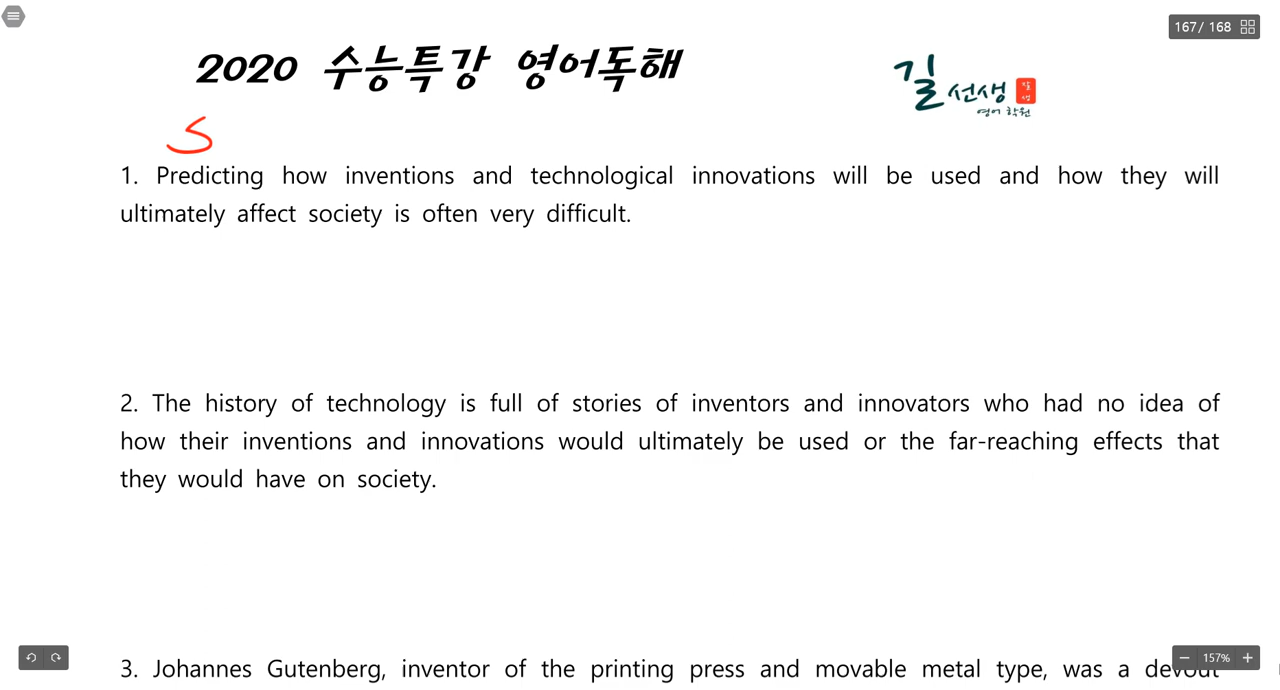 167/ 168
2020 수능특강 영어독해
길선생
영어 학원
S
1. Predicting how inventions and technological innovations will be used and how they will
ultimately affect society is often very difficult.
2. The history of technology is full of stories of inventors and innovators who had no idea of
how their inventions and innovations would ultimately be used or the far-reaching effects that
they would have on society.
3. Johannes Gutenberg, inventor of the printing press and movable metal type, was a devout
157%